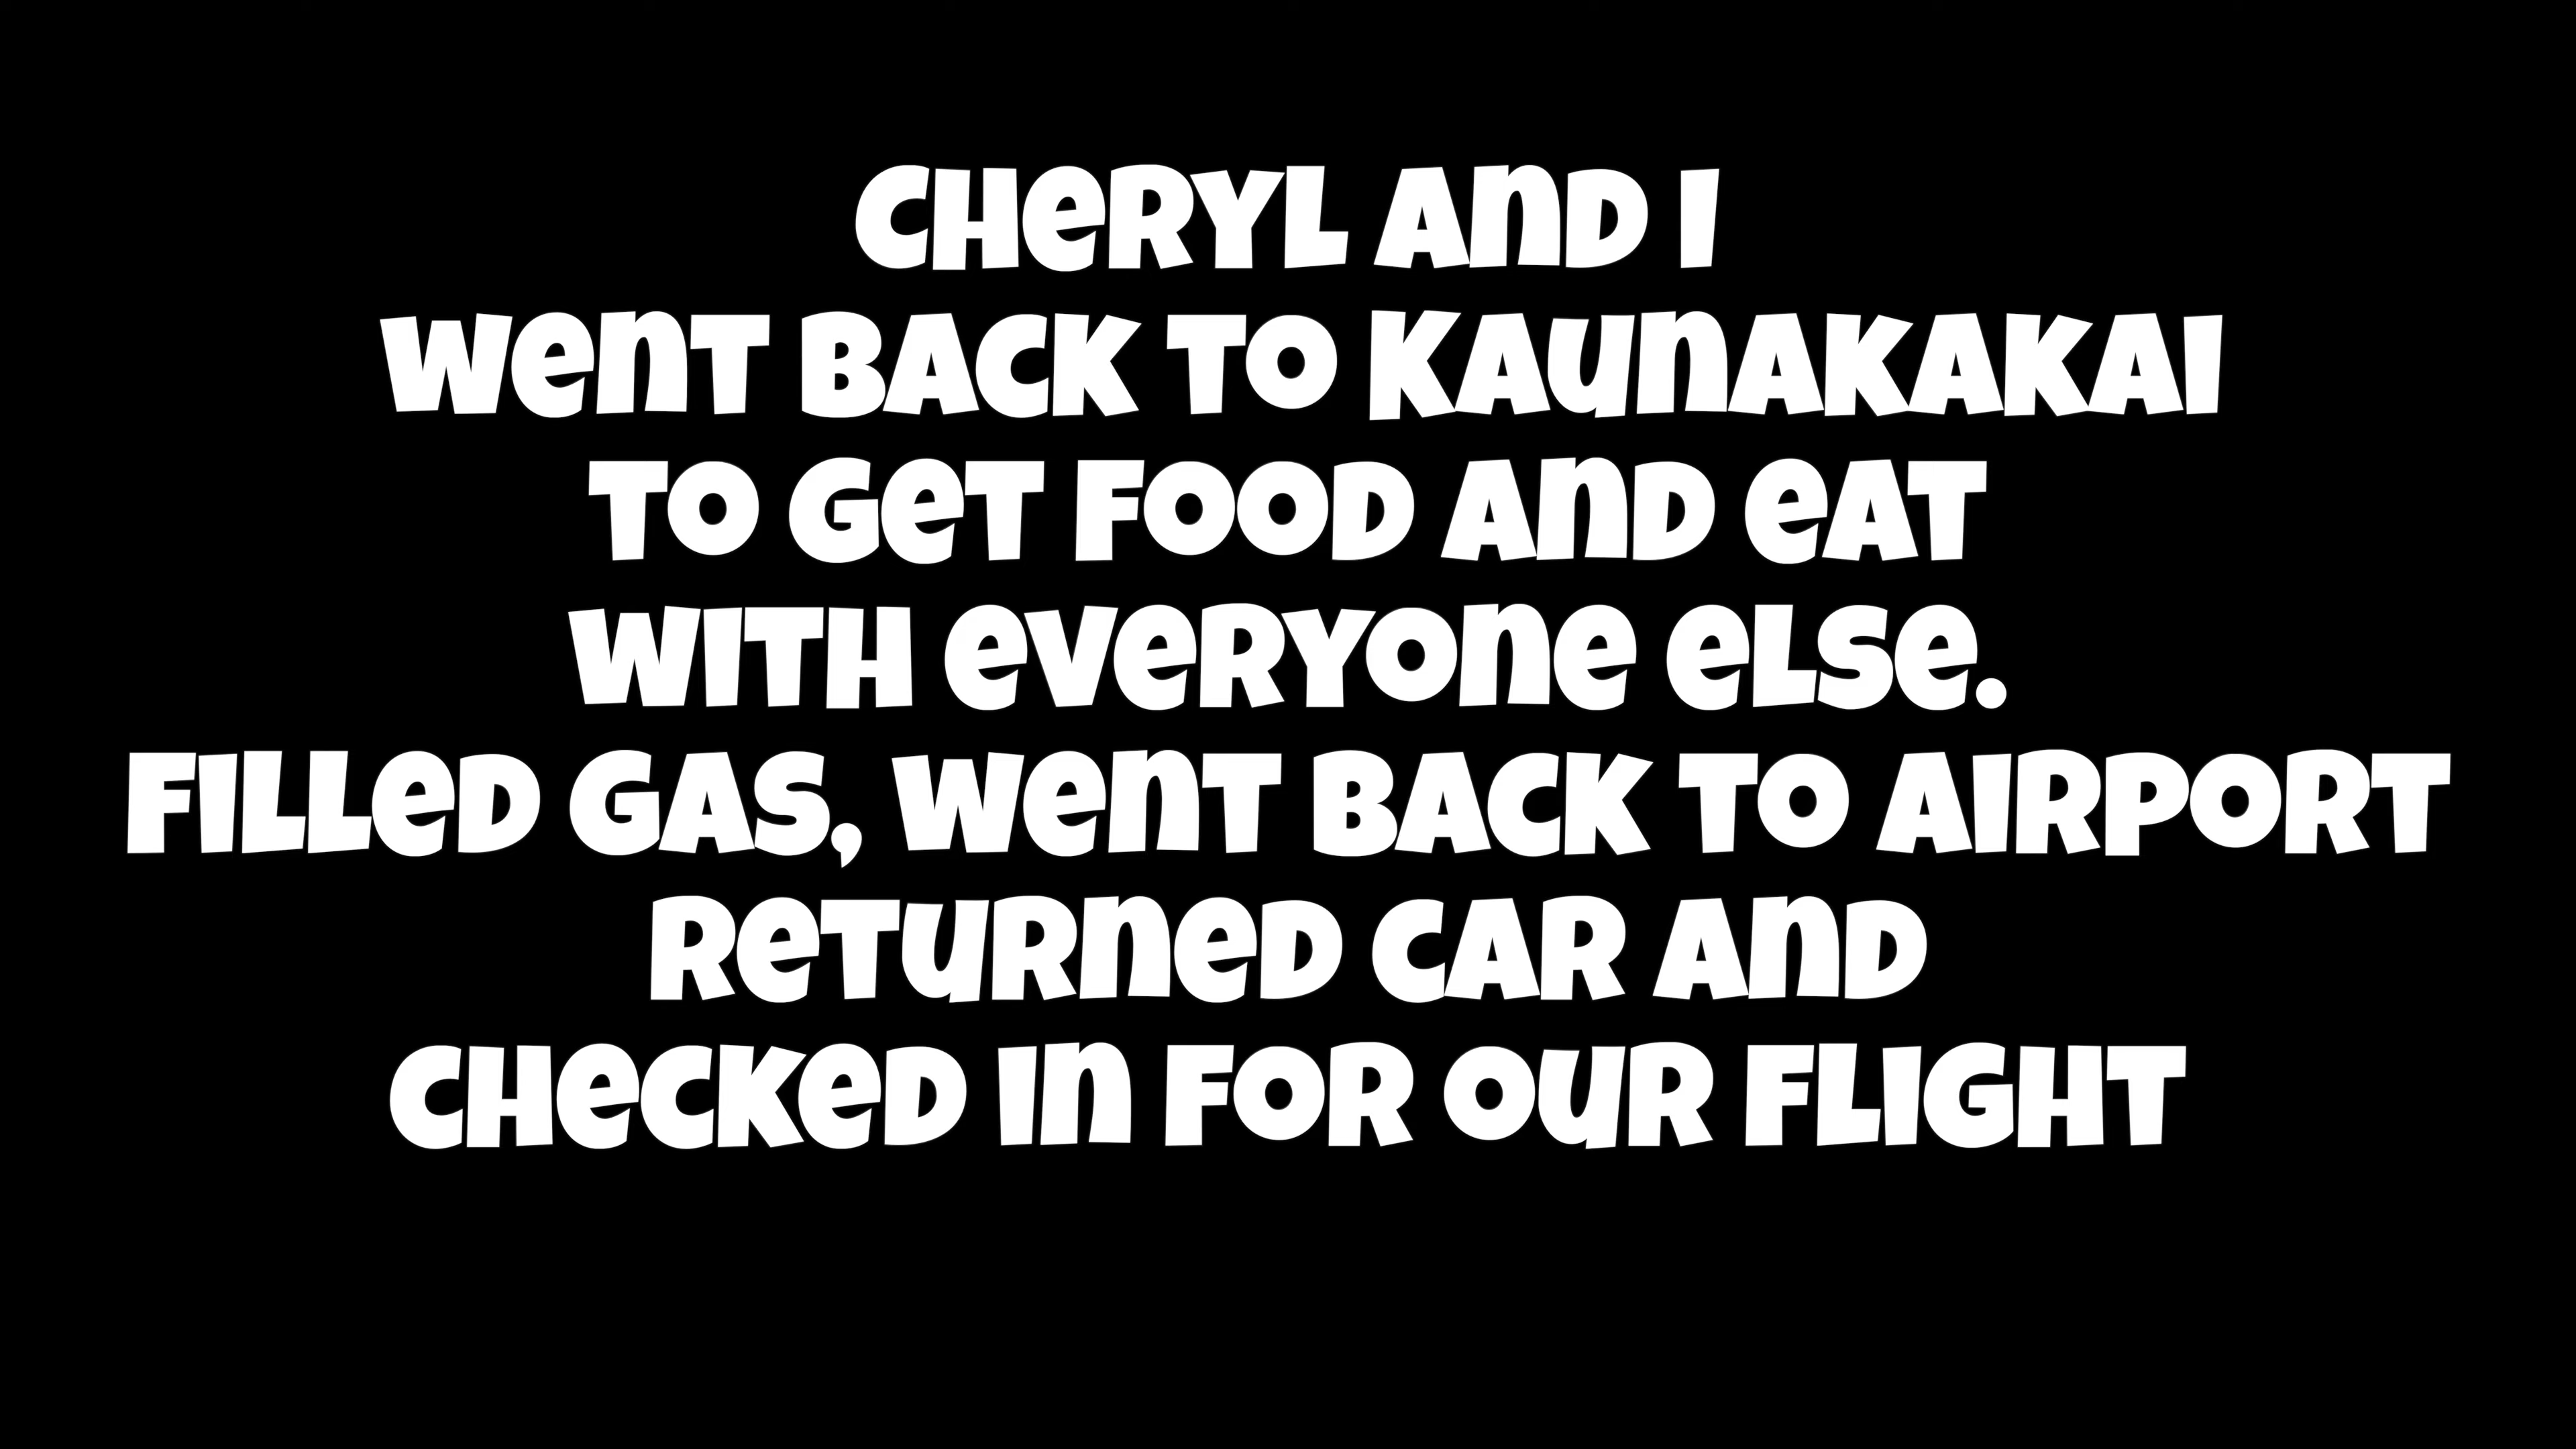 Cheryl and I
went back to Kaunakakai
to get food and eat
with everyone else.
Filled gas, went back to airport
returned car and
checked in for our flight